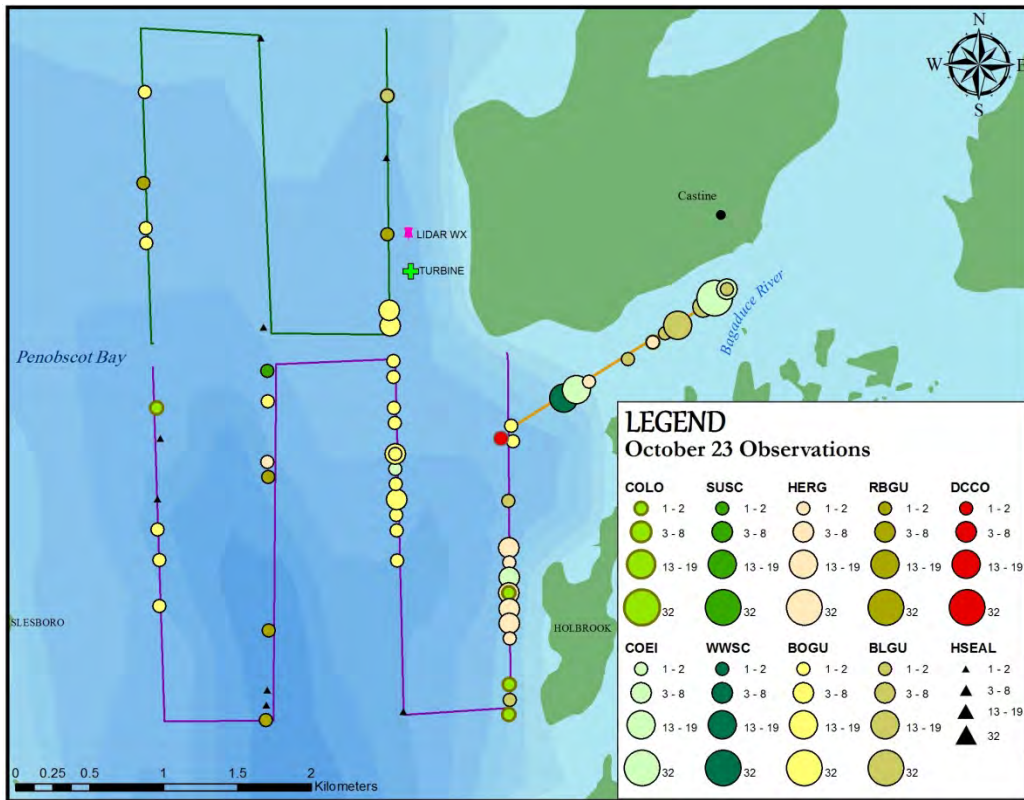 N
W E
S
Castine
LIDAR WX
TURBINE
Bagaduce River
Penobscot Bay
SLESBORO
HOLBROOK
0 0.25 0.5 1 1.5 2
Kilometers
LEGEND
October 23 Observations
COLO SUSC HERG RBGU DCCO
1 - 2 1 - 2 1 - 2 1 - 2 1 - 2
3 - 8 3 - 8 3 - 8 3 - 8 3 - 8
13 - 19 13 - 19 13 - 19 13 - 19 13 - 19
32 32 32 32 32
COEI WWSC BOGU BLGU HSEAL
1 - 2 1 - 2 1 - 2 1 - 2 1 - 2
3 - 8 3 - 8 3 - 8 3 - 8 3 - 8
13 - 19 13 - 19 13 - 19 13 - 19 13 - 19
32 32 32 32 32